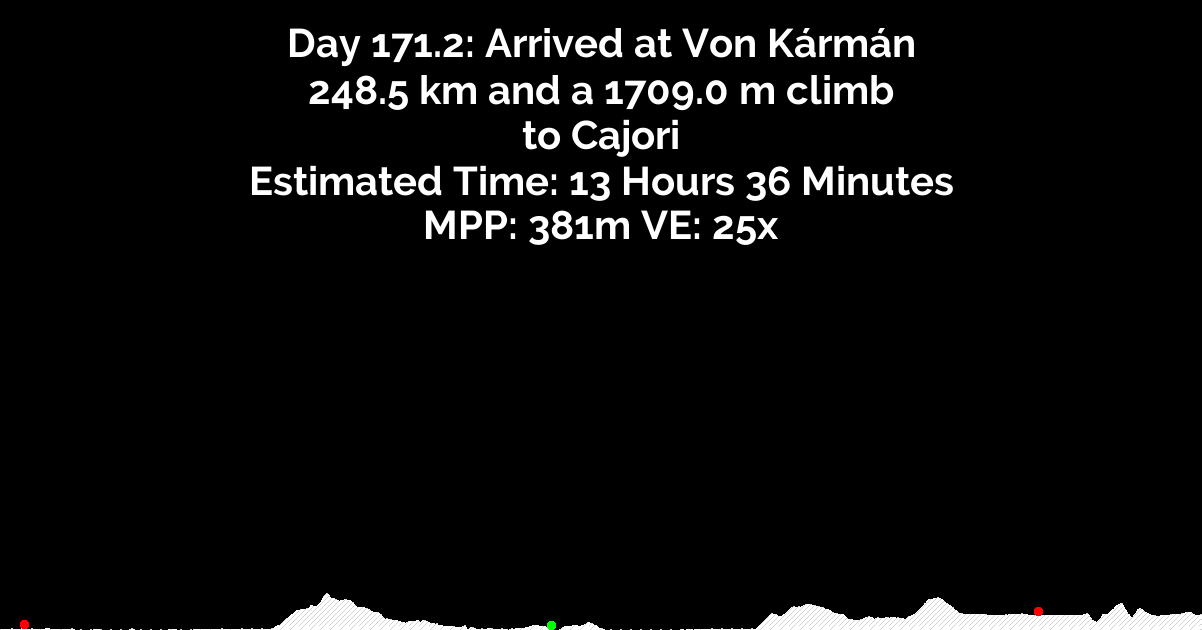 Day 171.2: Arrived at Von Kármán
248.5 km and a 1709.0 m climb
to Cajori
Estimated Time: 13 Hours 36 Minutes
MPP: 381m VE: 25x